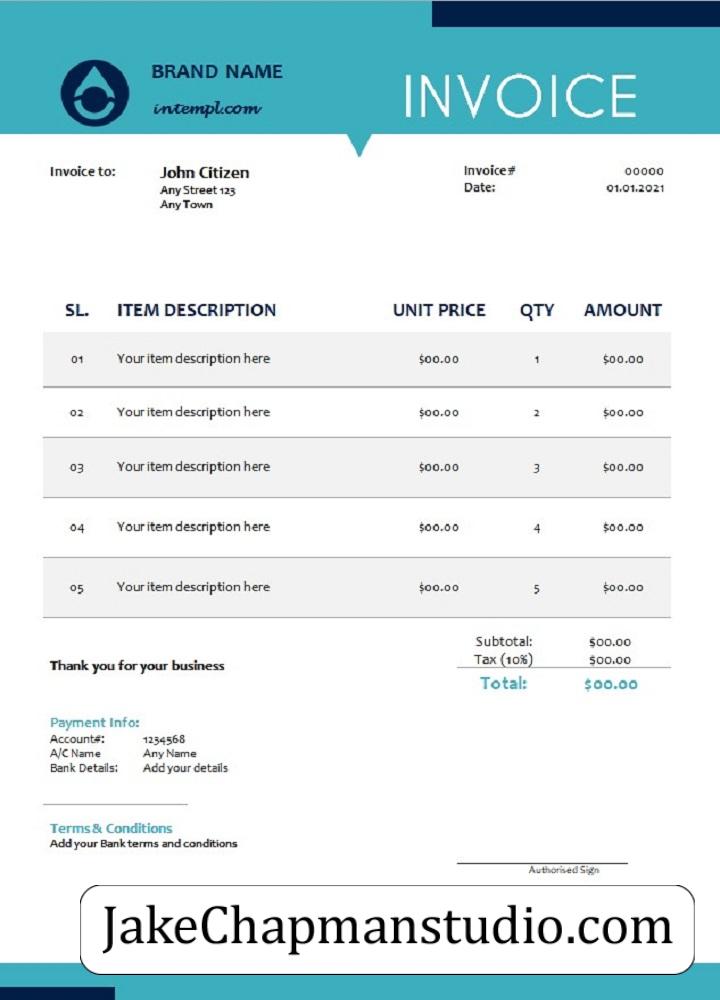 BRAND NAME
intempl.com
INVOICE
Invoice to: John Citizen
Any Street 123
Any Town
Invoice# 00000
Date: 01.01.2021
SL. ITEM DESCRIPTION UNIT PRICE QTY AMOUNT
01 Your item description here $00.00 1 $00.00
02 Your item description here $00.00 2 $00.00
03 Your item description here $00.00 3 $00.00
04 Your item description here $00.00 4 $00.00
05 Your item description here $00.00 5 $00.00
Subtotal: $00.00
Tax (10%) $00.00
Total: $00.00
Thank you for your business
Payment Info:
Account#: 1234568
A/C Name Any Name
Bank Details: Add your details
Terms & Conditions
Add your Bank terms and conditions
Authorised Sign
JakeChapmanstudio.com